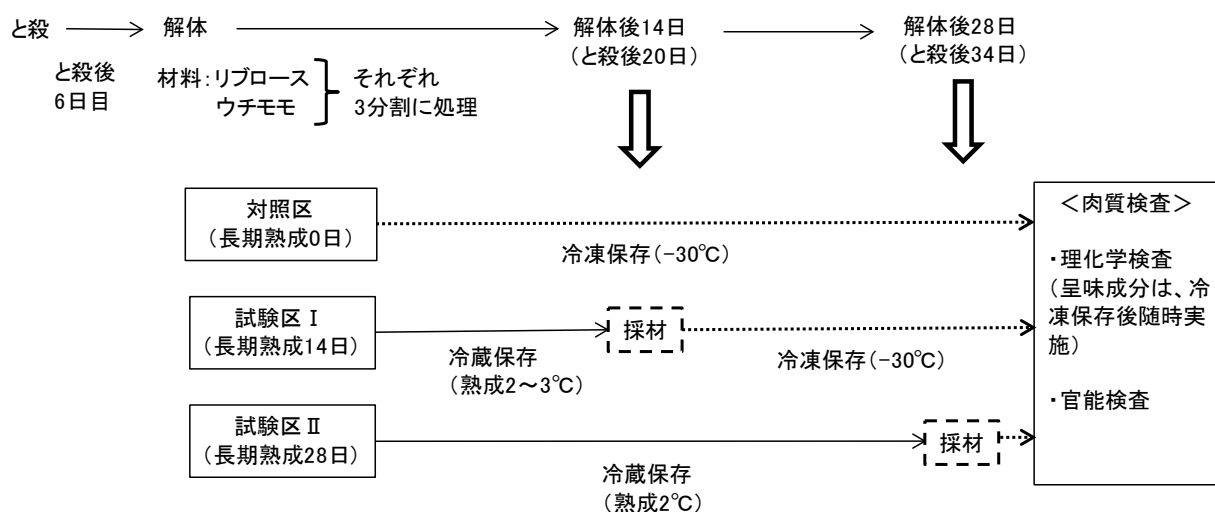 と殺
解体
解体後14日
(と殺後20日)
解体後28日
(と殺後34日)
と殺後
6日目
材料:リブロース
ウチモモ
それぞれ
3分割に処理
対照区
(長期熟成0日)
冷凍保存(-30℃)
試験区Ⅰ
(長期熟成14日)
採材
冷蔵保存
(熟成2~3℃)
冷凍保存(-30℃)
試験区Ⅱ
(長期熟成28日)
採材
冷蔵保存
(熟成2℃)
<肉質検査>
・理化学検査
(呈味成分は、冷
凍保存後随時実
施)
・官能検査